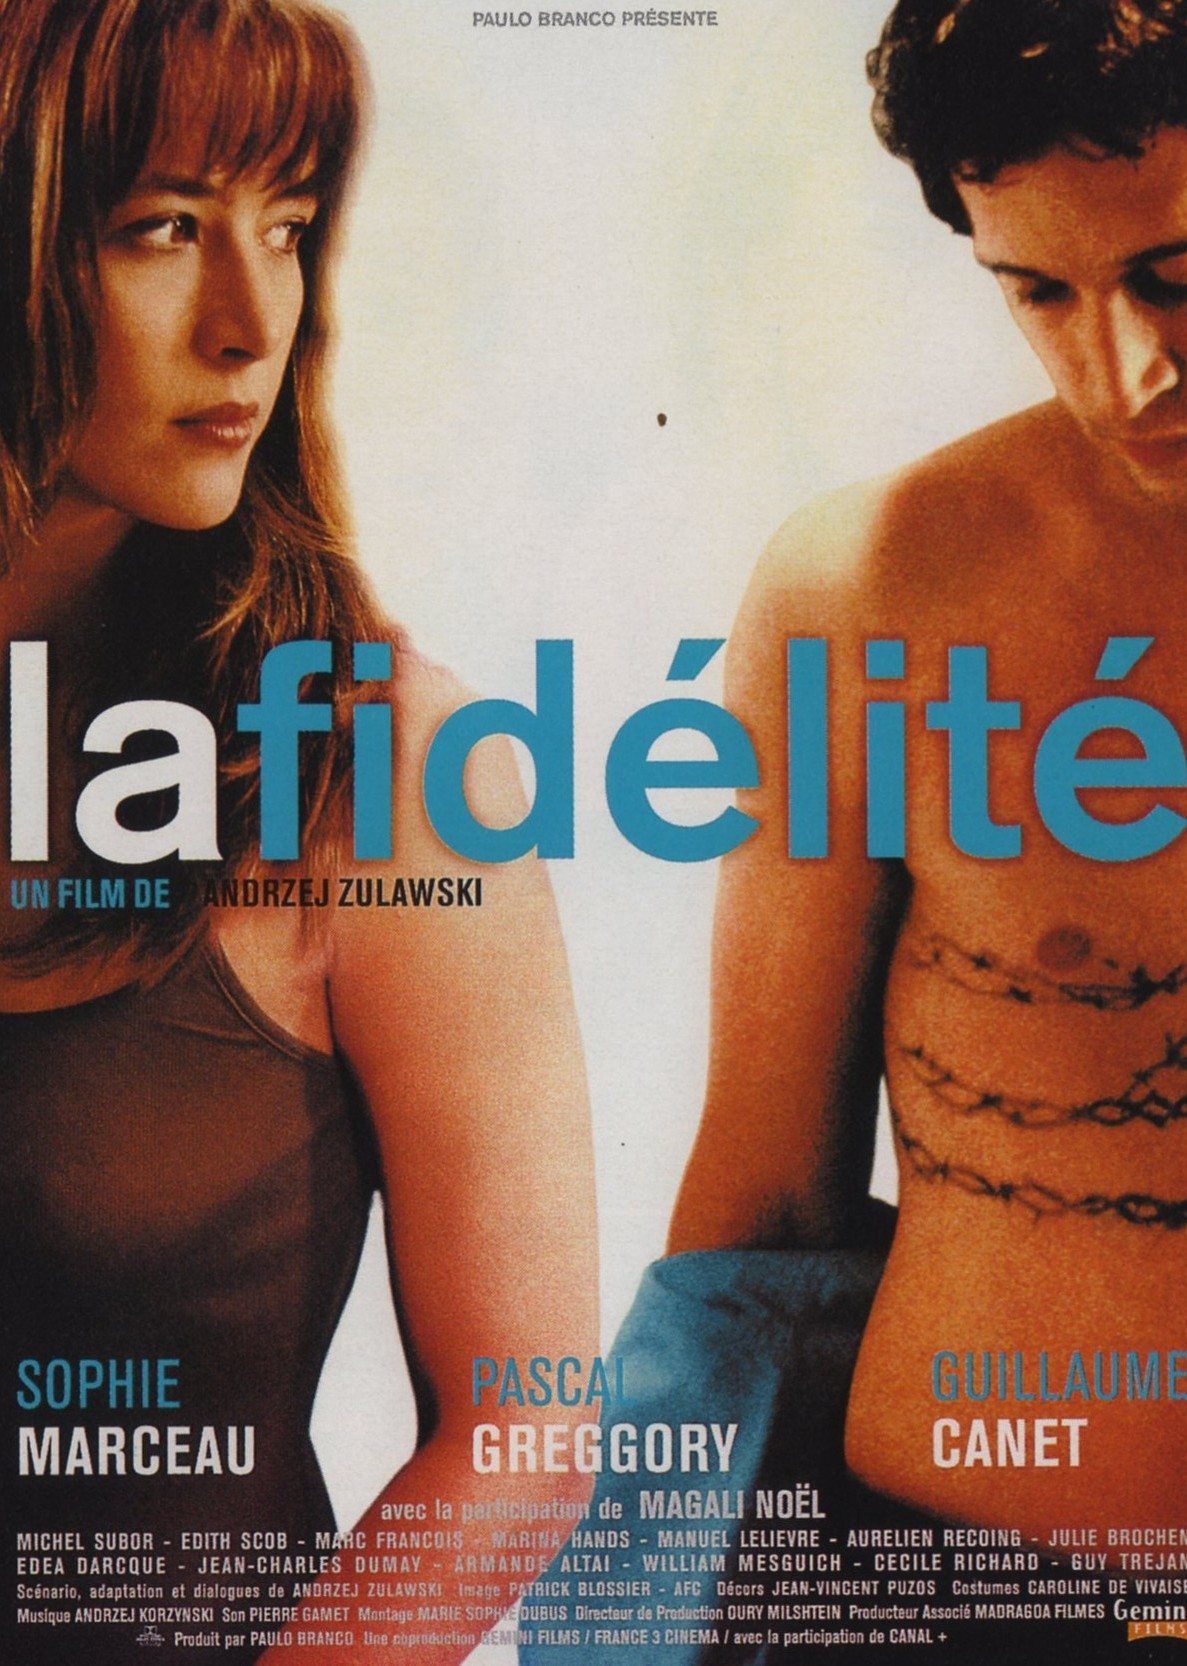 PAULO BRANCO PRÉSENTE
la fidélité
UN FILM DE ANDRZEJ ZULAWSKI
SOPHIE MARCEAU
PASCAL GREGGORY
GUILLAUME CANET
avec la participation de MAGALI NOËL
MICHEL SUBOR - EDITH SCOB - MARC FRANCOIS - MARINA HANDS - MANUEL LELIEVRE - AURELIEN RECOING - JULIE BROCHEN
EDEA DARCQUE - JEAN-CHARLES DUMAY - ARMANDE ALTAI - WILLIAM MESGUICH - CECILE RICHARD - GUY TREJAN
Scénario, adaptation et dialogues de ANDRZEJ ZULAWSKI Image PATRICK BLOSSIER - AFC Décors JEAN-VINCENT PUZOS Costumes CAROLINE DE VIVAISE
Musique ANDRZEJ KORZYNSKI Son PIERRE GAMET Montage MARIE SOPHIE DUBUS Directeur de Production OURY MILSHTEIN Producteur Associé MADRAGOA FILMES Gemini FILMS
Produit par PAULO BRANCO Une coproduction GEMINI FILMS / FRANCE 3 CINEMA / avec la participation de CANAL +